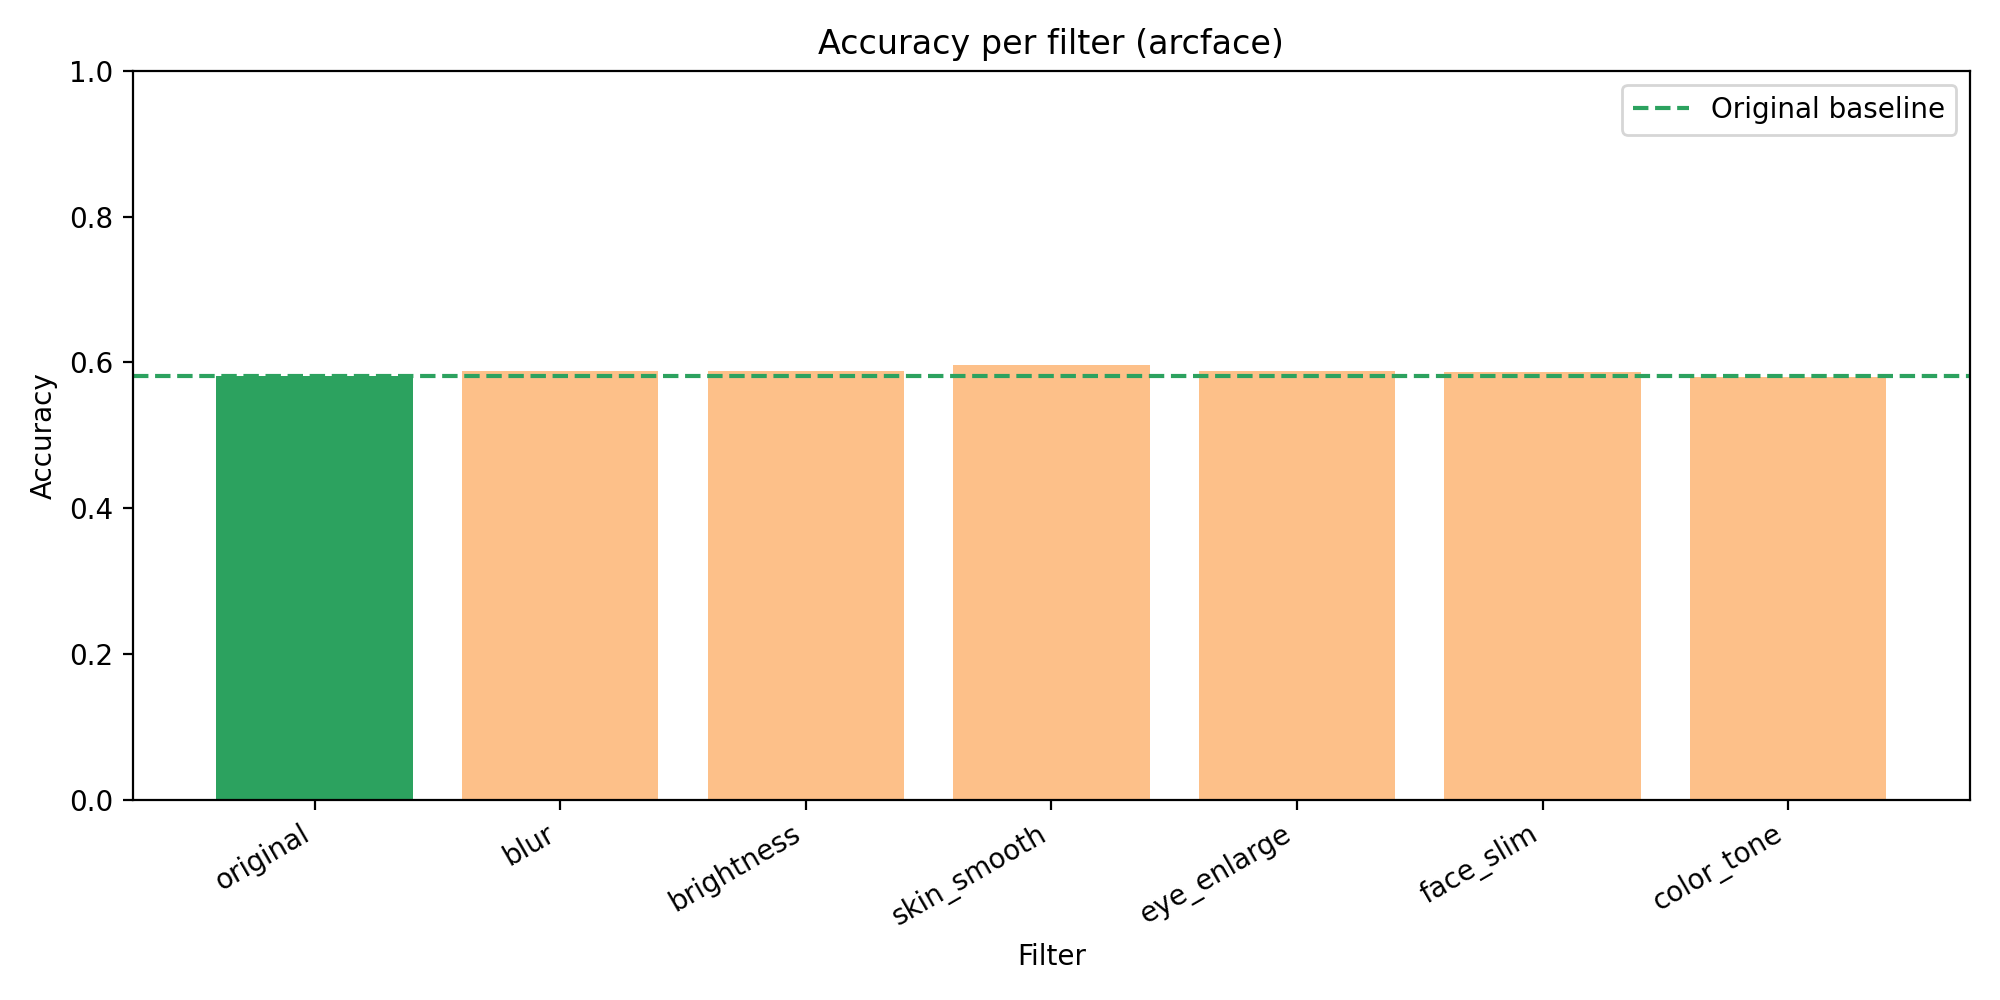 Accuracy per filter (arcface)
Original baseline
Accuracy
1.0
0.8
0.6
0.4
0.2
0.0
original
blur
brightness
skin_smooth
eye_enlarge
face_slim
color_tone
Filter